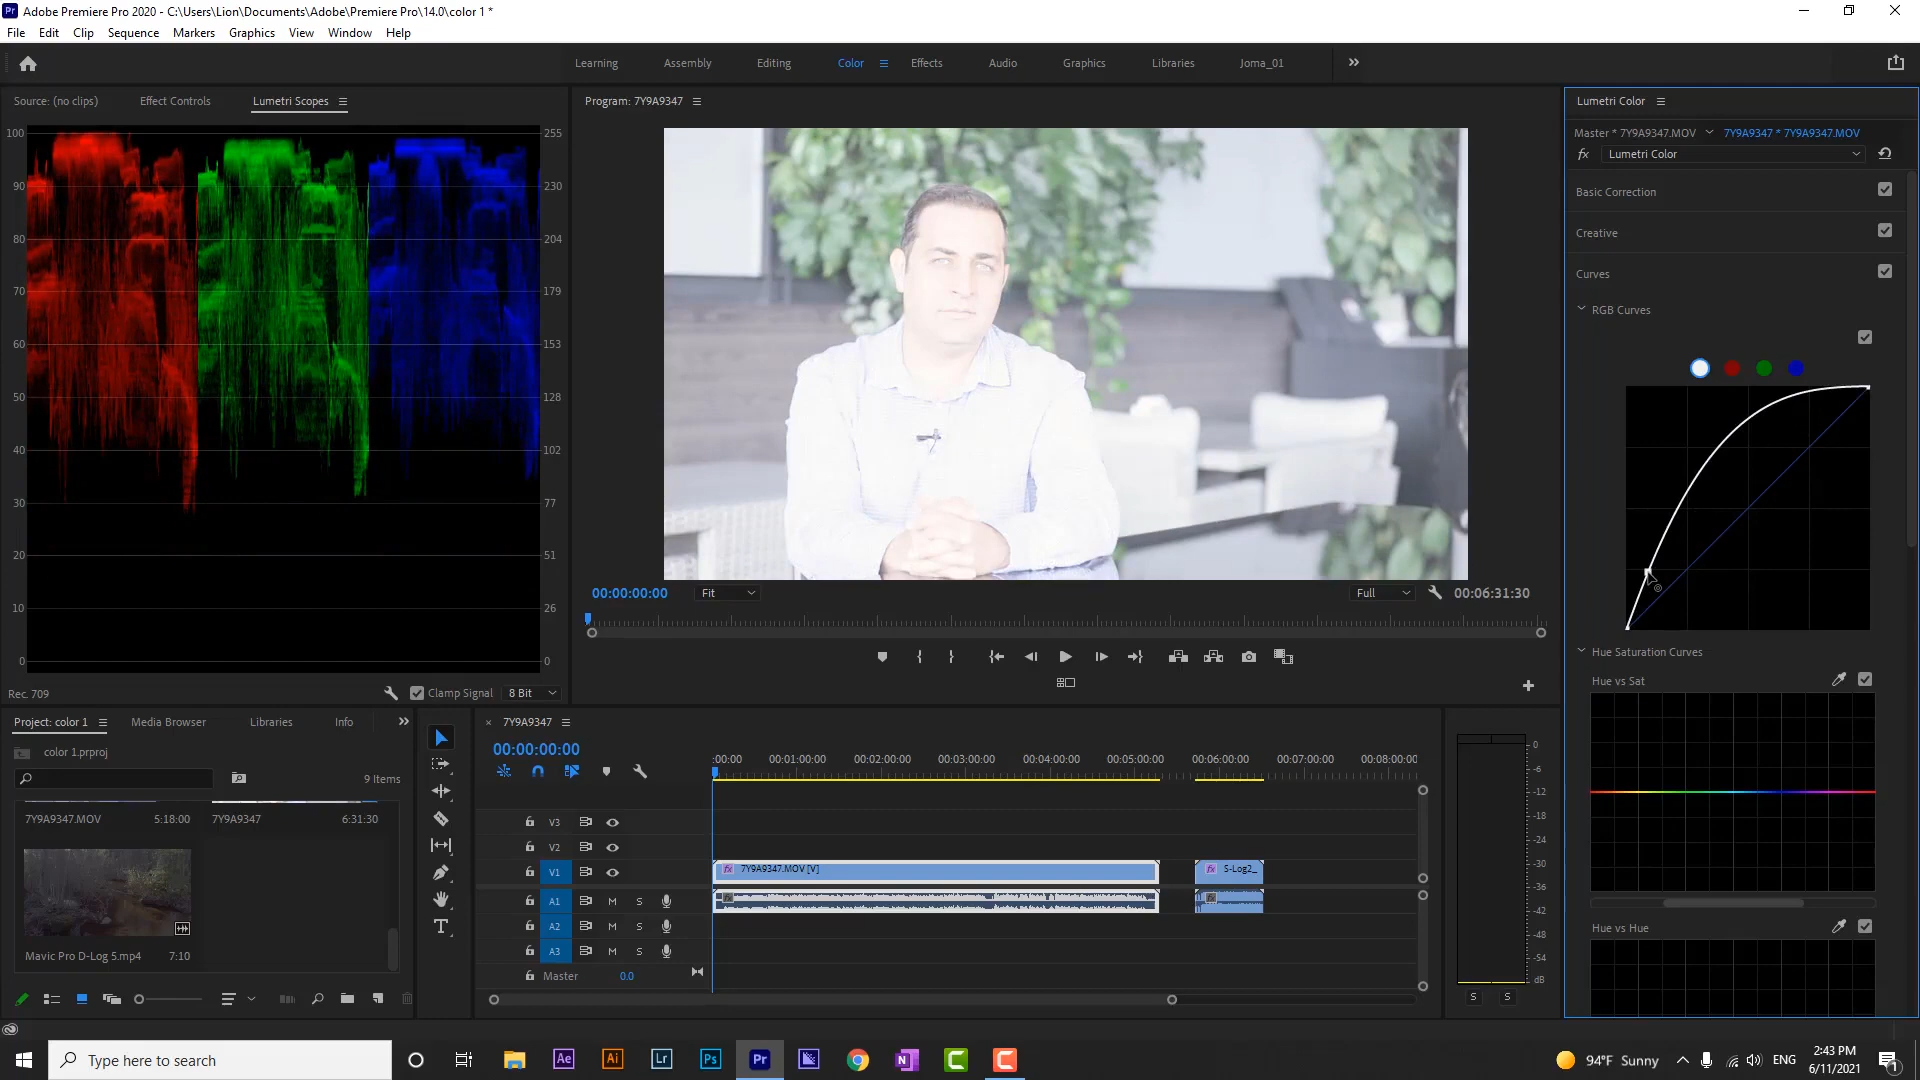 Adobe Premiere Pro 2020 - C:\Users\Lion\Documents\Adobe\Premiere Pro\14.0\color 1 *
File Edit Clip Sequence Markers Graphics View Window Help
Learning Assembly Editing Color Effects Audio Graphics Libraries Joma_01
Source: (no clips) Effect Controls Lumetri Scopes
Program: 7Y9A9347
Lumetri Color
Master * 7Y9A9347.MOV 7Y9A9347 * 7Y9A9347.MOV
fx Lumetri Color
Basic Correction
Creative
Curves
RGB Curves
100 255
90 230
80 204
70 179
60 153
50 128
40 102
30 77
20 51
10 26
0 0
Rec. 709 Clamp Signal 8 Bit
00:00:00:00 Fit Full 00:06:31:30
Hue Saturation Curves
Hue vs Sat
Hue vs Hue
Project: color 1 Media Browser Libraries Info
color 1.prproj
9 Items
7Y9A9347.MOV 5:18:00 7Y9A9347 6:31:30
Mavic Pro D-Log 5.mp4 7:10
7Y9A9347
00:00:00:00
:00:00 00:01:00:00 00:02:00:00 00:03:00:00 00:04:00:00 00:05:00:00 00:06:00:00 00:07:00:00 00:08:00:00
V3
V2
V1 fx 7Y9A9347.MOV [V] fx S-Log2_
A1 M S
A2 M S
A3 M S
Master 0.0
0
-6
-12
-18
-24
-30
-36
-42
-48
-54
dB
S S
Type here to search
Ae Ai Lr Ps Pr
94°F Sunny ENG 2:43 PM
6/11/2021
1